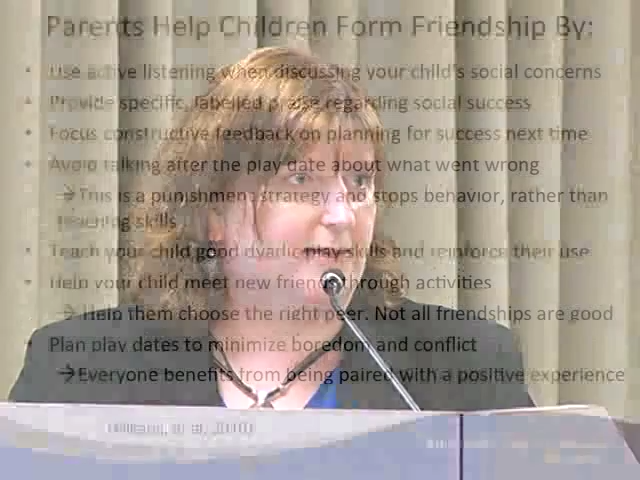 Parents Help Children Form Friendship By:
• Use active listening when discussing your child's social concerns
• Provide specific, labelled praise regarding social success
• Focus constructive feedback on planning for success next time
• Avoid talking after the play date about what went wrong
→This is a punishment strategy and stops behavior, rather than
teaching skills
• Teach your child good dyadic play skills and reinforce their use
• Help your child meet new friends through activities
→ Help them choose the right peer. Not all friendships are good
• Plan play dates to minimize boredom and conflict
→Everyone benefits from being paired with a positive experience
et al, 2010)